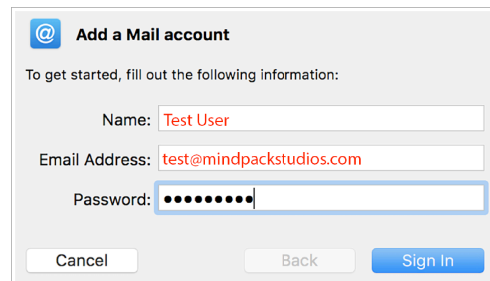 Add a Mail account
To get started, fill out the following information:
Name: Test User
Email Address: test@mindpackstudios.com
Password: •••••••••
Cancel Back Sign In